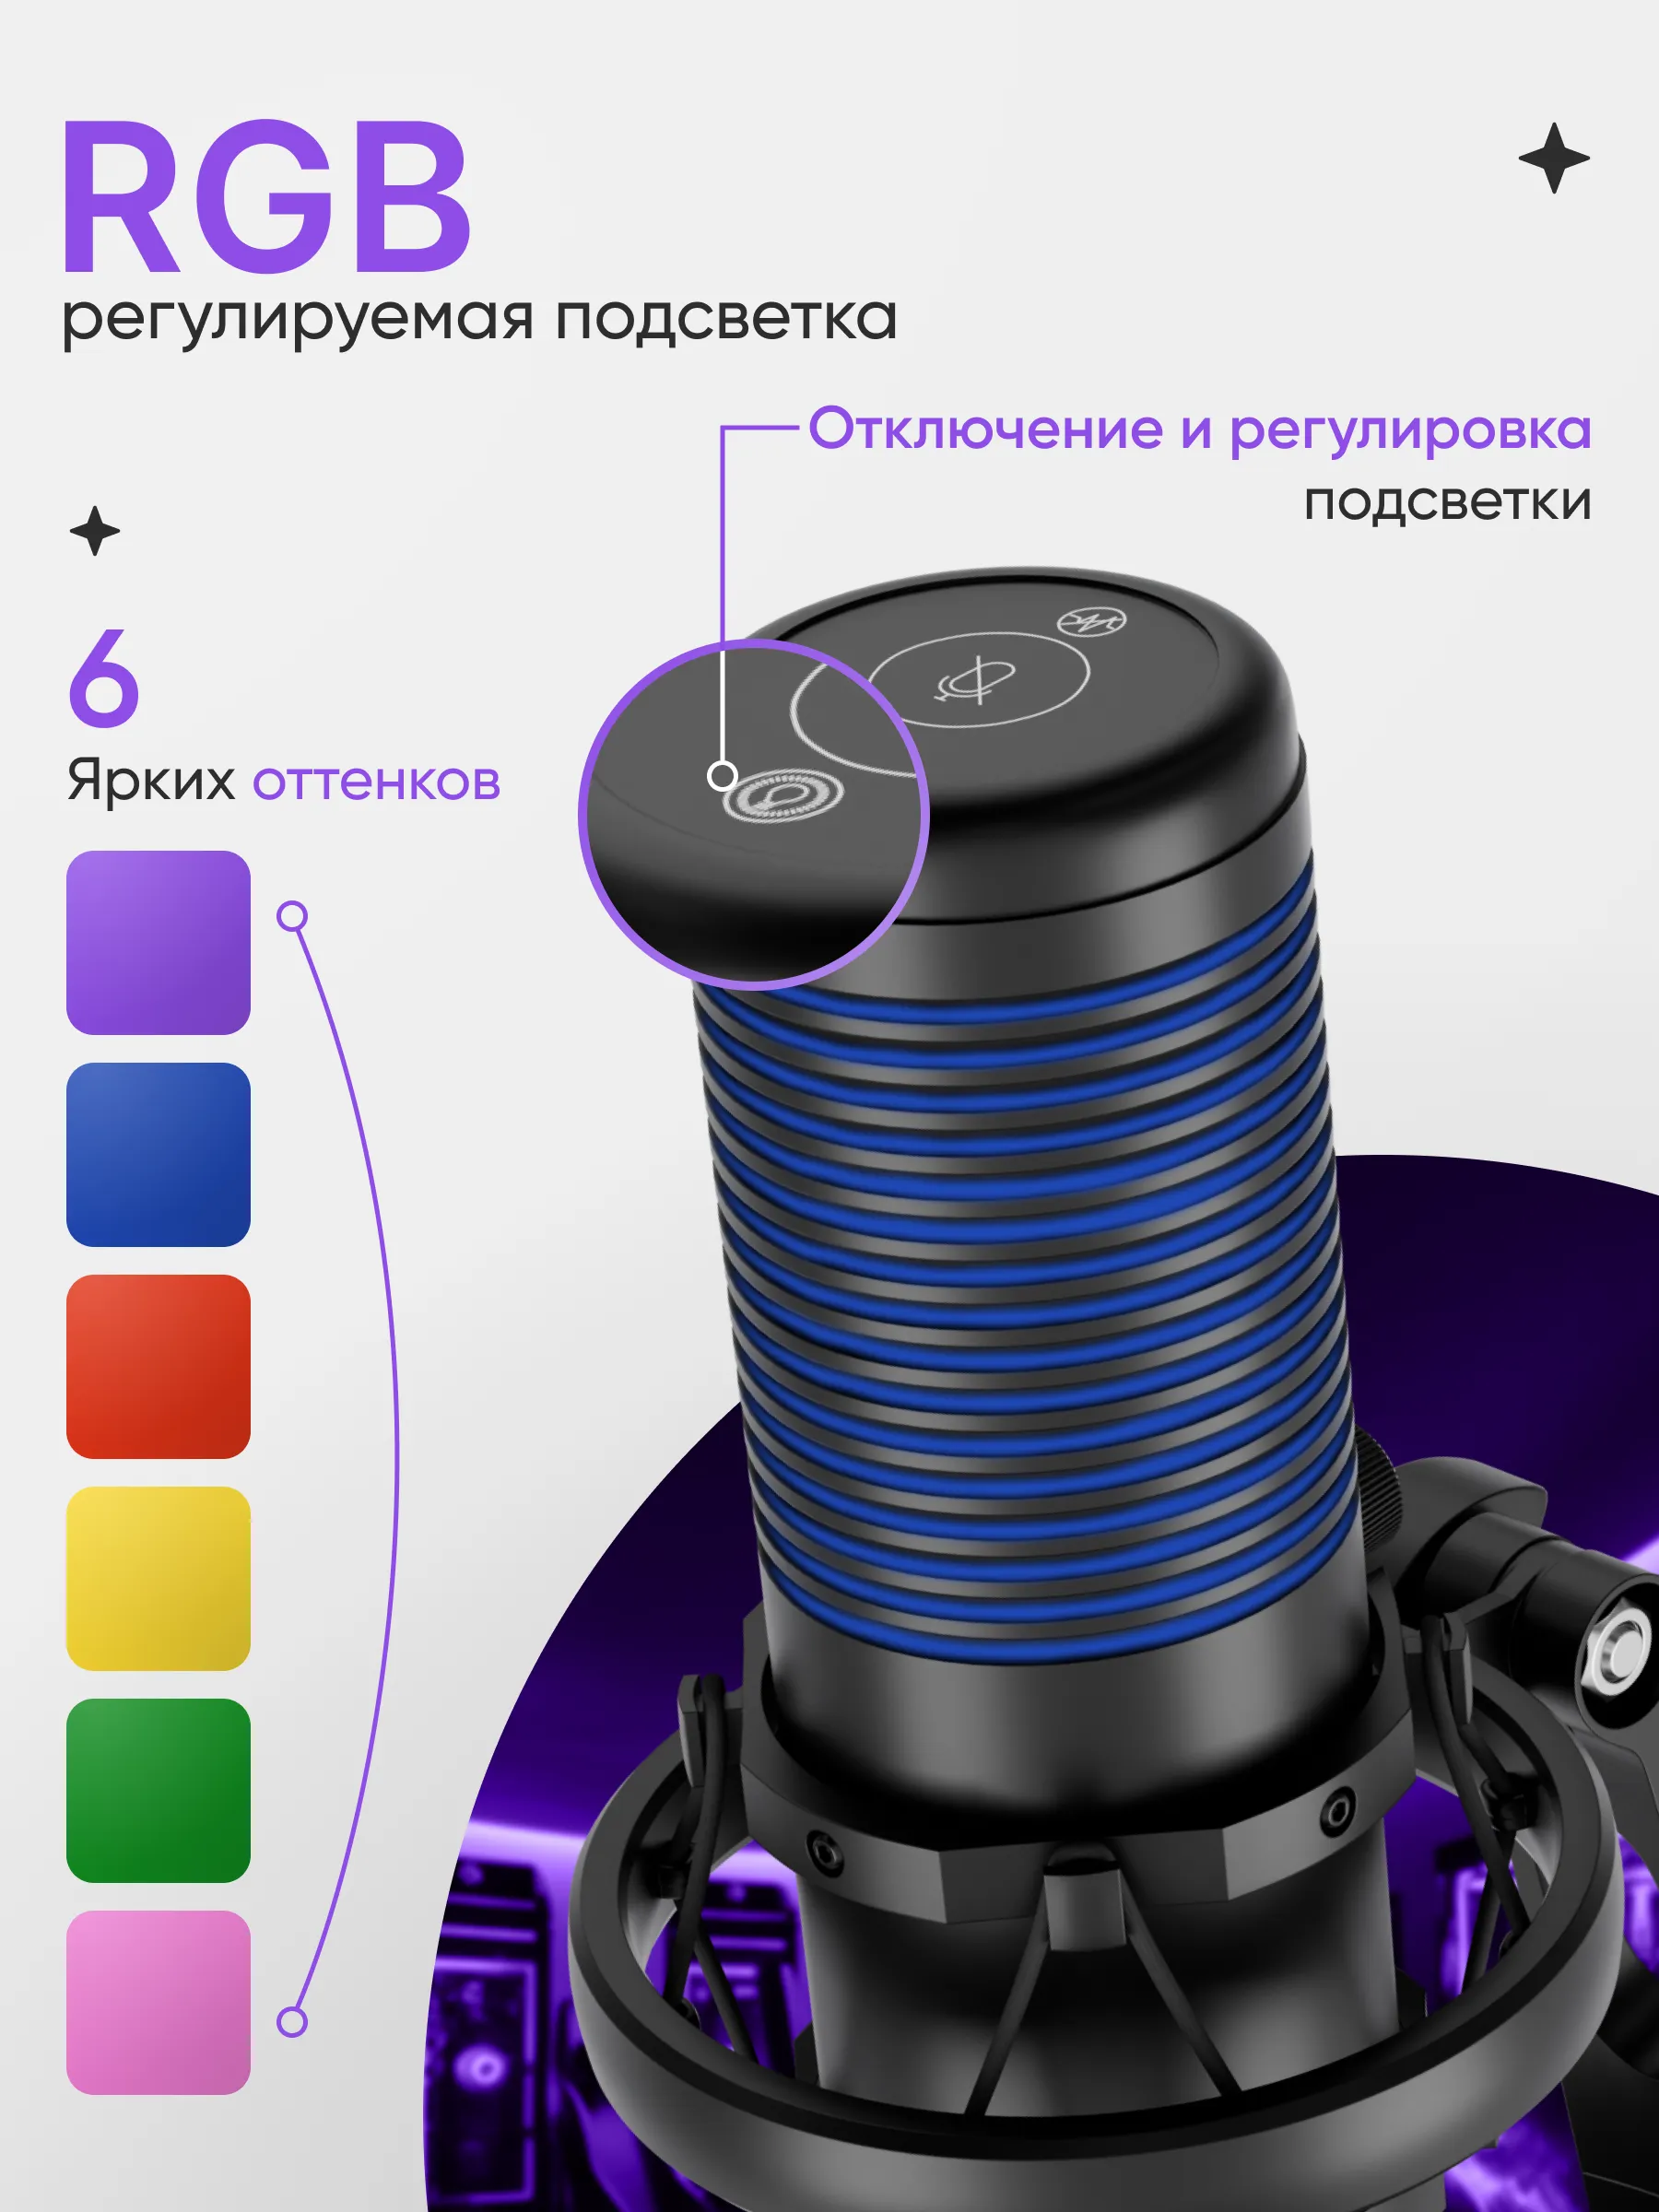 RGB
регулируемая подсветка
Отключение и регулировка
подсветки
6
Ярких оттенков